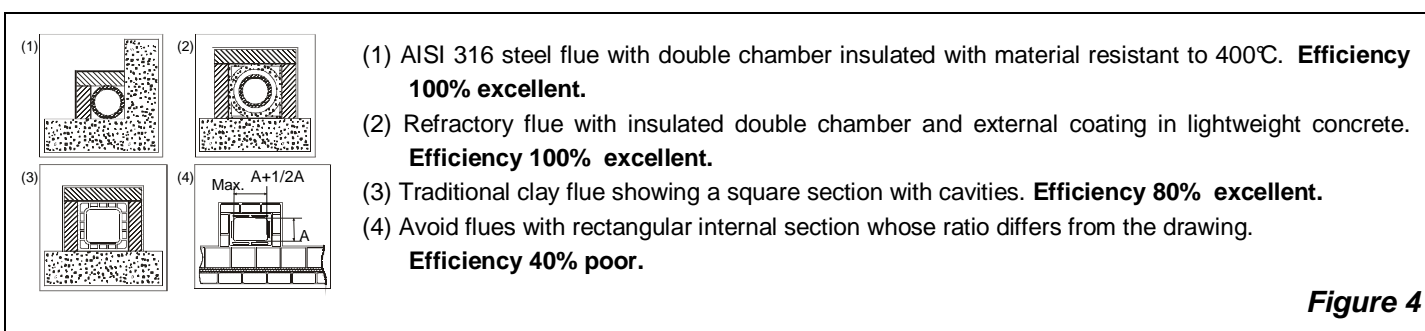 (1)
(2)
(3)
(4)
Max.
A+1/2A
A
(1) AISI 316 steel flue with double chamber insulated with material resistant to 400°C. Efficiency
100% excellent.
(2) Refractory flue with insulated double chamber and external coating in lightweight concrete.
Efficiency 100% excellent.
(3) Traditional clay flue showing a square section with cavities. Efficiency 80% excellent.
(4) Avoid flues with rectangular internal section whose ratio differs from the drawing.
Efficiency 40% poor.
Figure 4